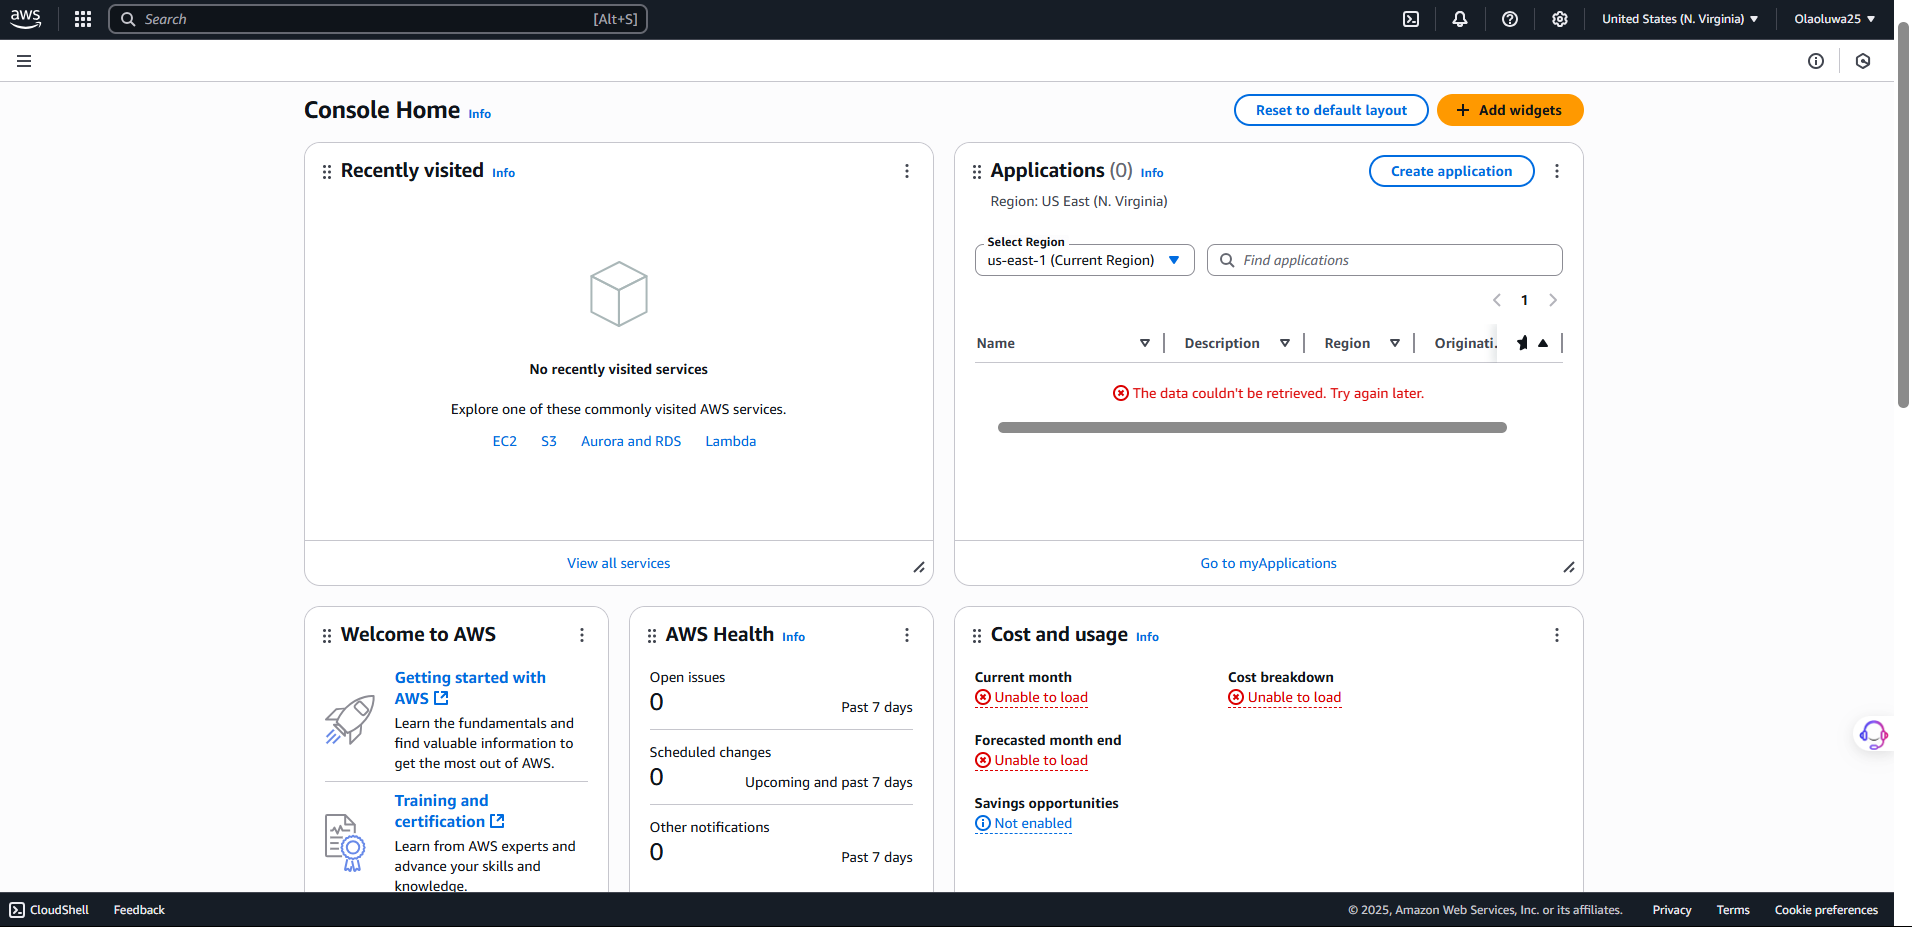 aws
Search
[Alt+S]
United States (N. Virginia)
Olaoluwa25
Console Home Info
Reset to default layout
Add widgets
Recently visited Info
No recently visited services
Explore one of these commonly visited AWS services.
EC2 S3 Aurora and RDS Lambda
View all services
Applications (0) Info
Create application
Region: US East (N. Virginia)
Select Region
us-east-1 (Current Region)
Find applications
1
Name Description Region Originati.
The data couldn't be retrieved. Try again later.
Go to myApplications
Welcome to AWS
Getting started with
AWS
Learn the fundamentals and
find valuable information to
get the most out of AWS.
Training and
certification
Learn from AWS experts and
advance your skills and
knowledge.
AWS Health Info
Open issues
0
Past 7 days
Scheduled changes
0
Upcoming and past 7 days
Other notifications
0
Past 7 days
Cost and usage Info
Current month
Unable to load
Cost breakdown
Unable to load
Forecasted month end
Unable to load
Savings opportunities
Not enabled
CloudShell
Feedback
© 2025, Amazon Web Services, Inc. or its affiliates.
Privacy
Terms
Cookie preferences